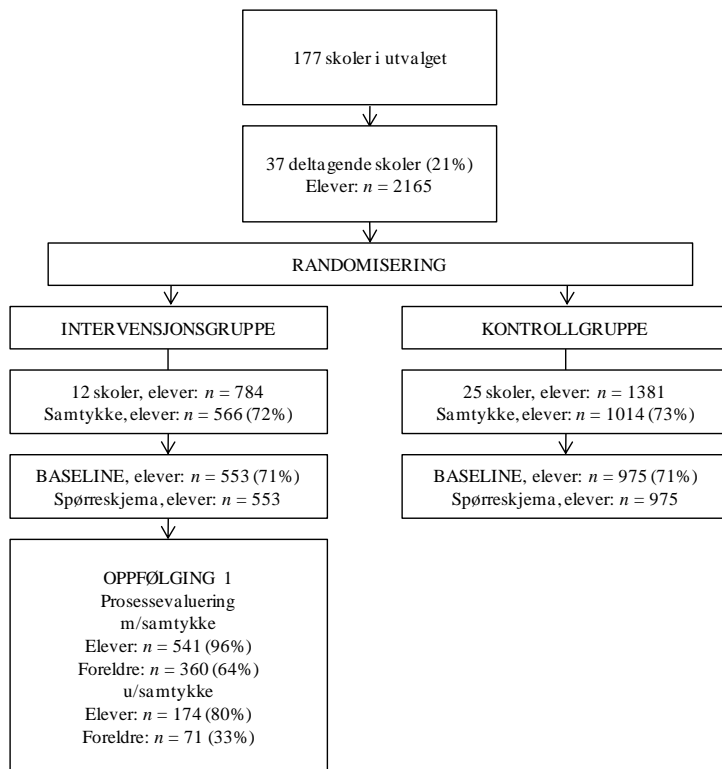 177 skoler i utvalget
37 deltagende skoler (21%)
Elever: n = 2165
RANDOMISERING
INTERVENSJONSGRUPPE
KONTROLLGRUPPE
12 skoler, elever: n = 784
Samtykke, elever: n = 566 (72%)
25 skoler, elever: n = 1381
Samtykke, elever: n = 1014 (73%)
BASELINE, elever: n = 553 (71%)
Spørreskjema, elever: n = 553
BASELINE, elever: n = 975 (71%)
Spørreskjema, elever: n = 975
OPPFØLGING 1
Prosessevaluering
m/samtykke
Elever: n = 541 (96%)
Foreldre: n = 360 (64%)
u/samtykke
Elever: n = 174 (80%)
Foreldre: n = 71 (33%)